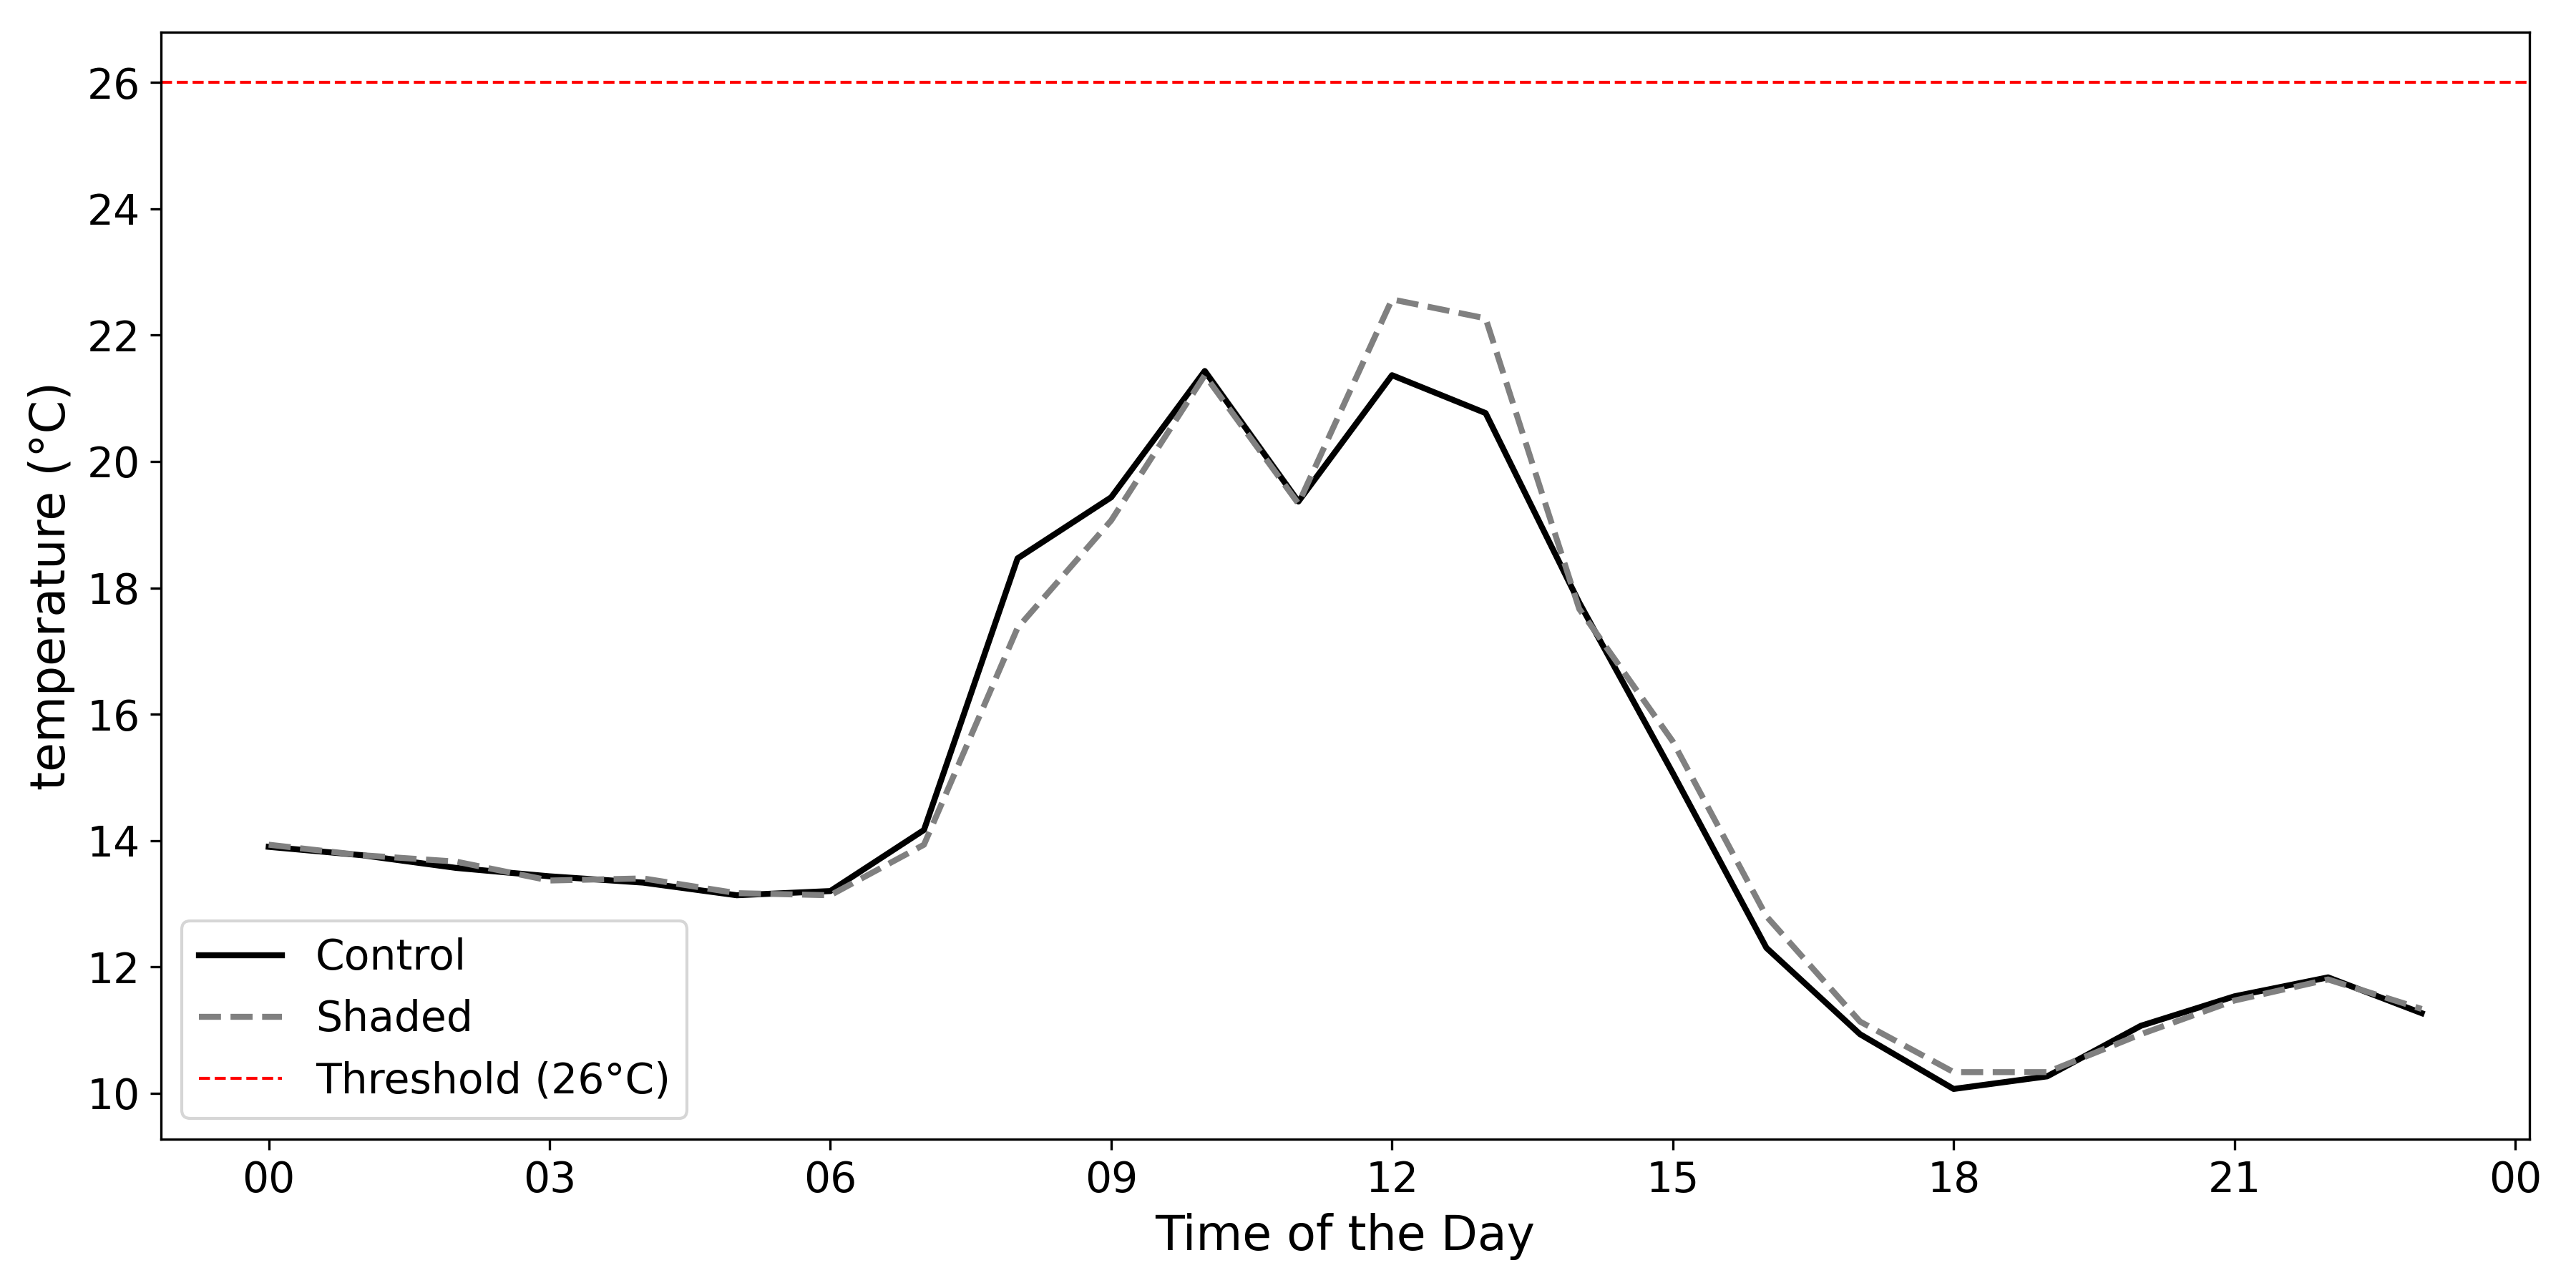 26
24
22
20
18
16
14
12
10
temperature (°C)
Control
Shaded
Threshold (26°C)
00 03 06 09 12 15 18 21 00
Time of the Day